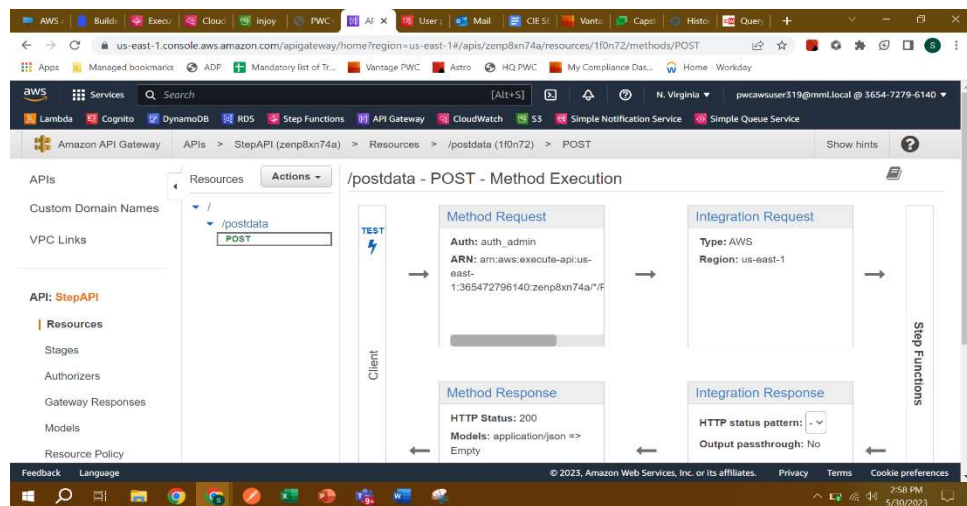 AWS
Build
Execu
Cloud
injoy
PWC
AF
User
Mail
CIE SE
Vanta
Capst
Histo
Query
us-east-1.console.aws.amazon.com/apigateway/home?region=us-east-1#/apis/zenp8xn74a/resources/1f0n72/methods/POST
S
Apps
Managed bookmarks
ADP
Mandatory list of Tr...
Vantage PWC
Astro
HQ PWC
My Compliance Das...
Home - Workday
aws
Services
Search
[Alt+S]
N. Virginia
pwcawsuser319@mml.local @ 3654-7279-6140
Lambda
Cognito
DynamoDB
RDS
Step Functions
API Gateway
CloudWatch
S3
Simple Notification Service
Simple Queue Service
Amazon API Gateway
APIs > StepAPI (zenp8xn74a) > Resources > /postdata (1f0n72) > POST
Show hints
APIs
Custom Domain Names
VPC Links
API: StepAPI
Resources
Stages
Authorizers
Gateway Responses
Models
Resource Policy
Resources
Actions
/
/postdata
POST
/postdata - POST - Method Execution
TEST
Client
Method Request
Auth: auth_admin
ARN: arn:aws:execute-api:us-
east-
1:365472796140:zenp8xn74a/*/F
Integration Request
Type: AWS
Region: us-east-1
Step Functions
Method Response
HTTP Status: 200
Models: application/json =>
Empty
Integration Response
HTTP status pattern: -
Output passthrough: No
Feedback
Language
© 2023, Amazon Web Services, Inc. or its affiliates.
Privacy
Terms
Cookie preferences
2:58 PM
5/30/2023